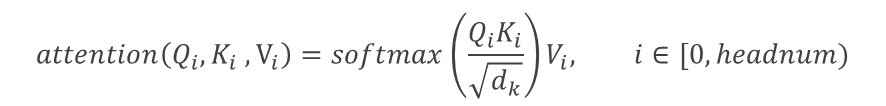 attention(Q_i, K_i , V_i) = softmax (Q_iK_i / √d_k) V_i, i ∈ [0, headnum)